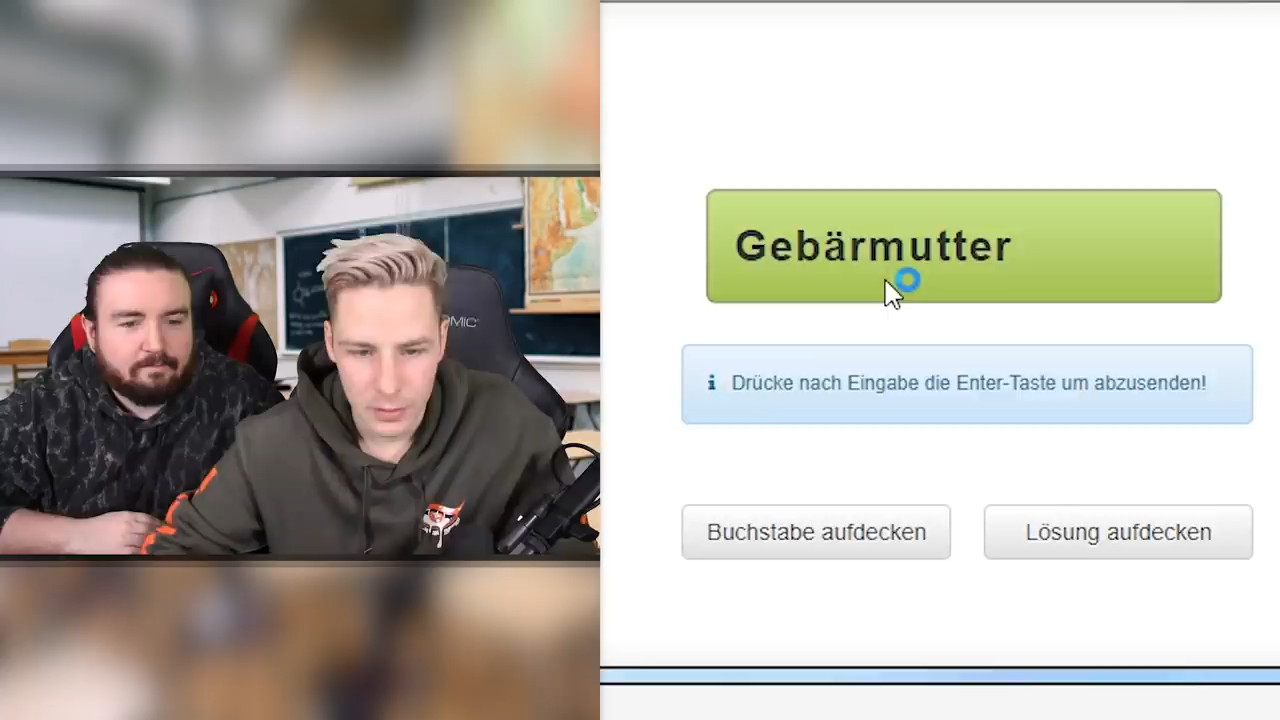 Gebärmutter
Drücke nach Eingabe die Enter-Taste um abzusenden!
Buchstabe aufdecken
Lösung aufdecken